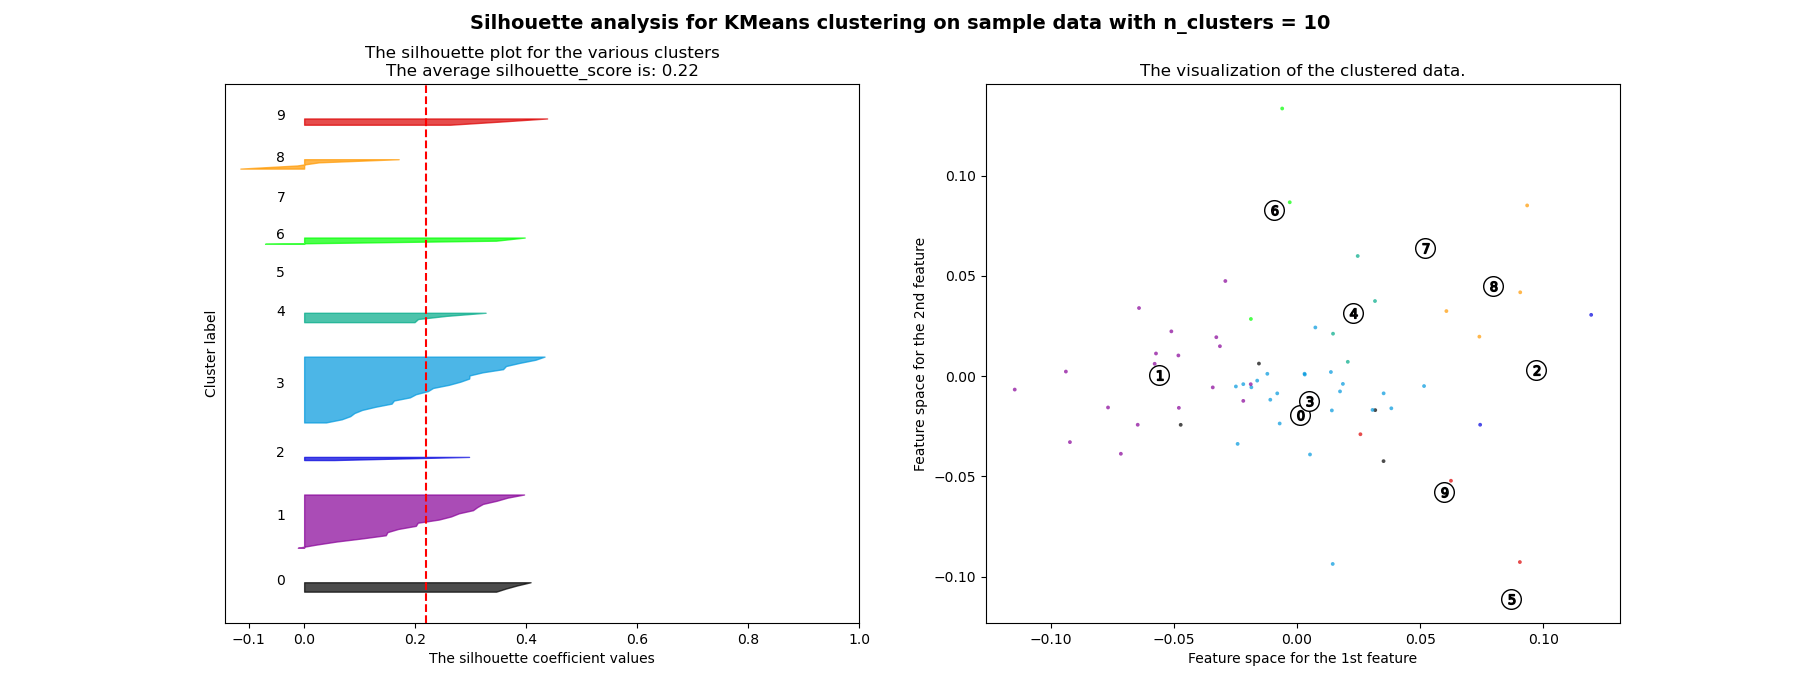 Silhouette analysis for KMeans clustering on sample data with n_clusters = 10
The silhouette plot for the various clusters
The average silhouette_score is: 0.22
Cluster label
9
8
7
6
5
4
3
2
1
0
−0.1 0.0 0.2 0.4 0.6 0.8 1.0
The silhouette coefficient values
The visualization of the clustered data.
Feature space for the 2nd feature
0.10
0.05
0.00
−0.05
−0.10
6
7
8
4
2
1
3
0
9
5
−0.10 −0.05 0.00 0.05 0.10
Feature space for the 1st feature